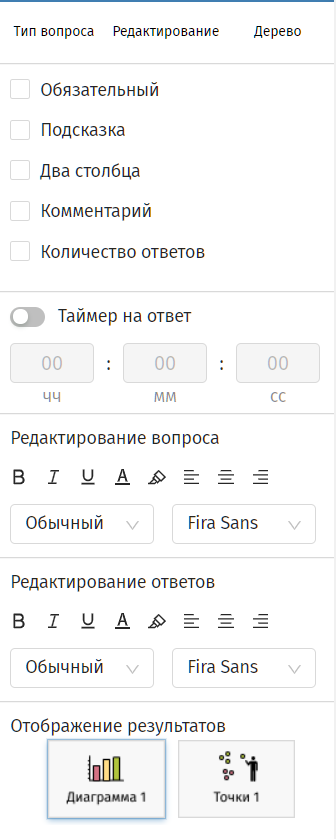 Тип вопроса Редактирование Дерево
Обязательный
Подсказка
Два столбца
Комментарий
Количество ответов
Таймер на ответ
00 : 00 : 00
чч мм сс
Редактирование вопроса
B I U A
Обычный Fira Sans
Редактирование ответов
B I U A
Обычный Fira Sans
Отображение результатов
Диаграмма 1 Точки 1